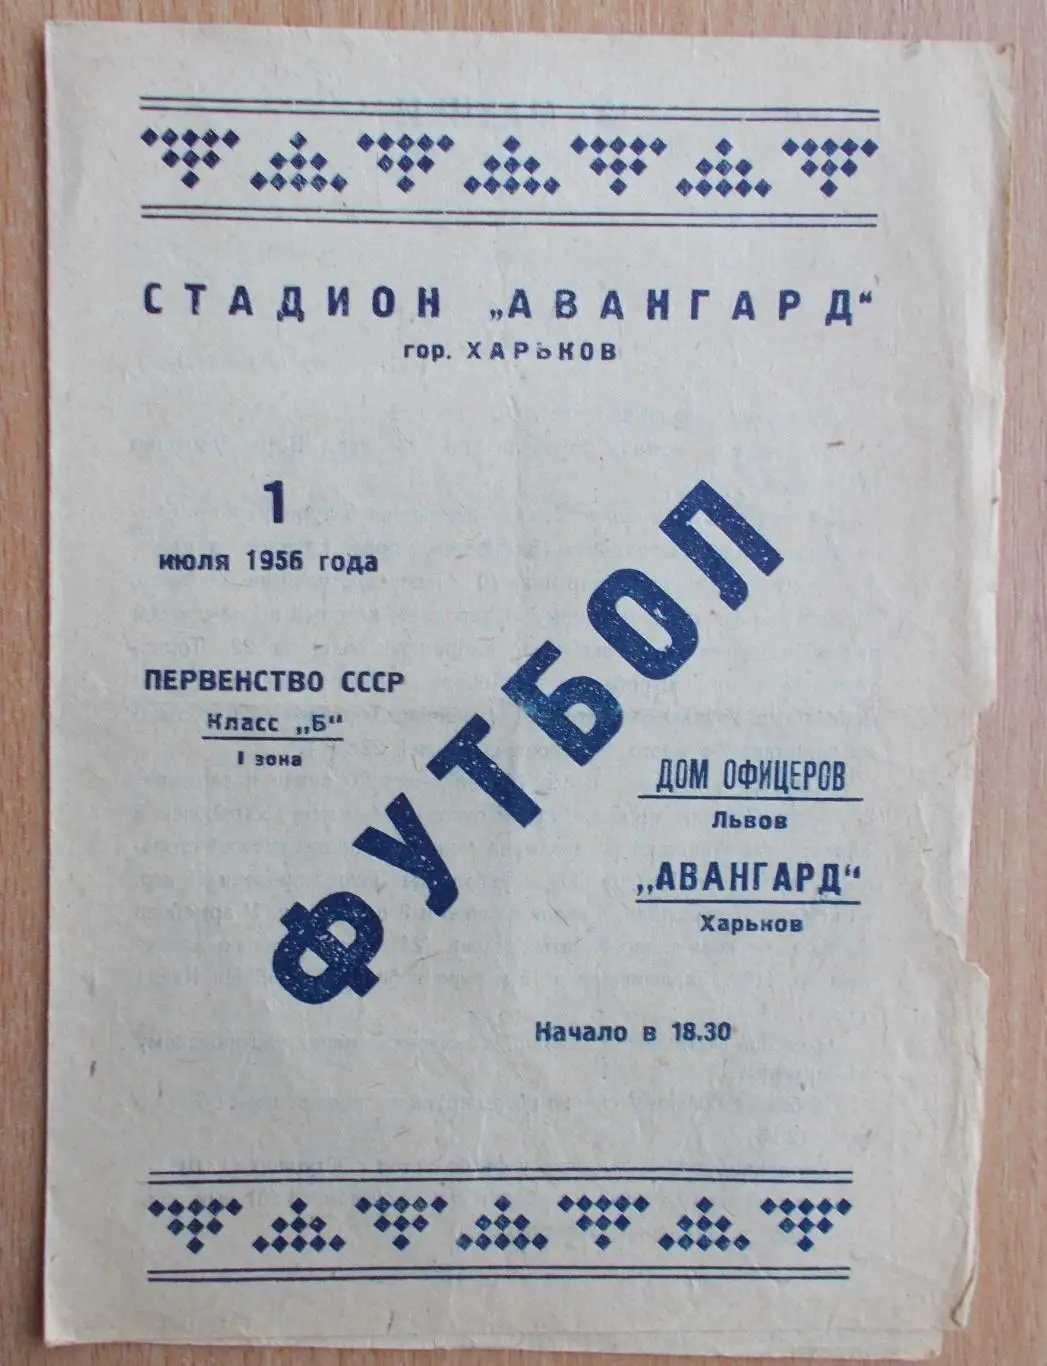 СТАДИОН „АВАНГАРД“
гор. ХАРЬКОВ
1
июля 1956 года
ПЕРВЕНСТВО СССР
Класс „Б“
I зона
ФУТБОЛ
ДОМ ОФИЦЕРОВ
Львов
„АВАНГАРД“
Харьков
Начало в 18.30